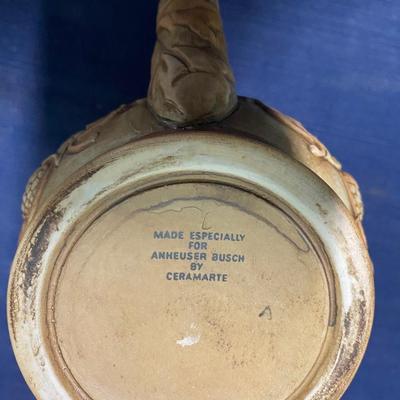 MADE ESPECIALLY
FOR
ANHEUSER BUSCH
BY
CERAMARTE